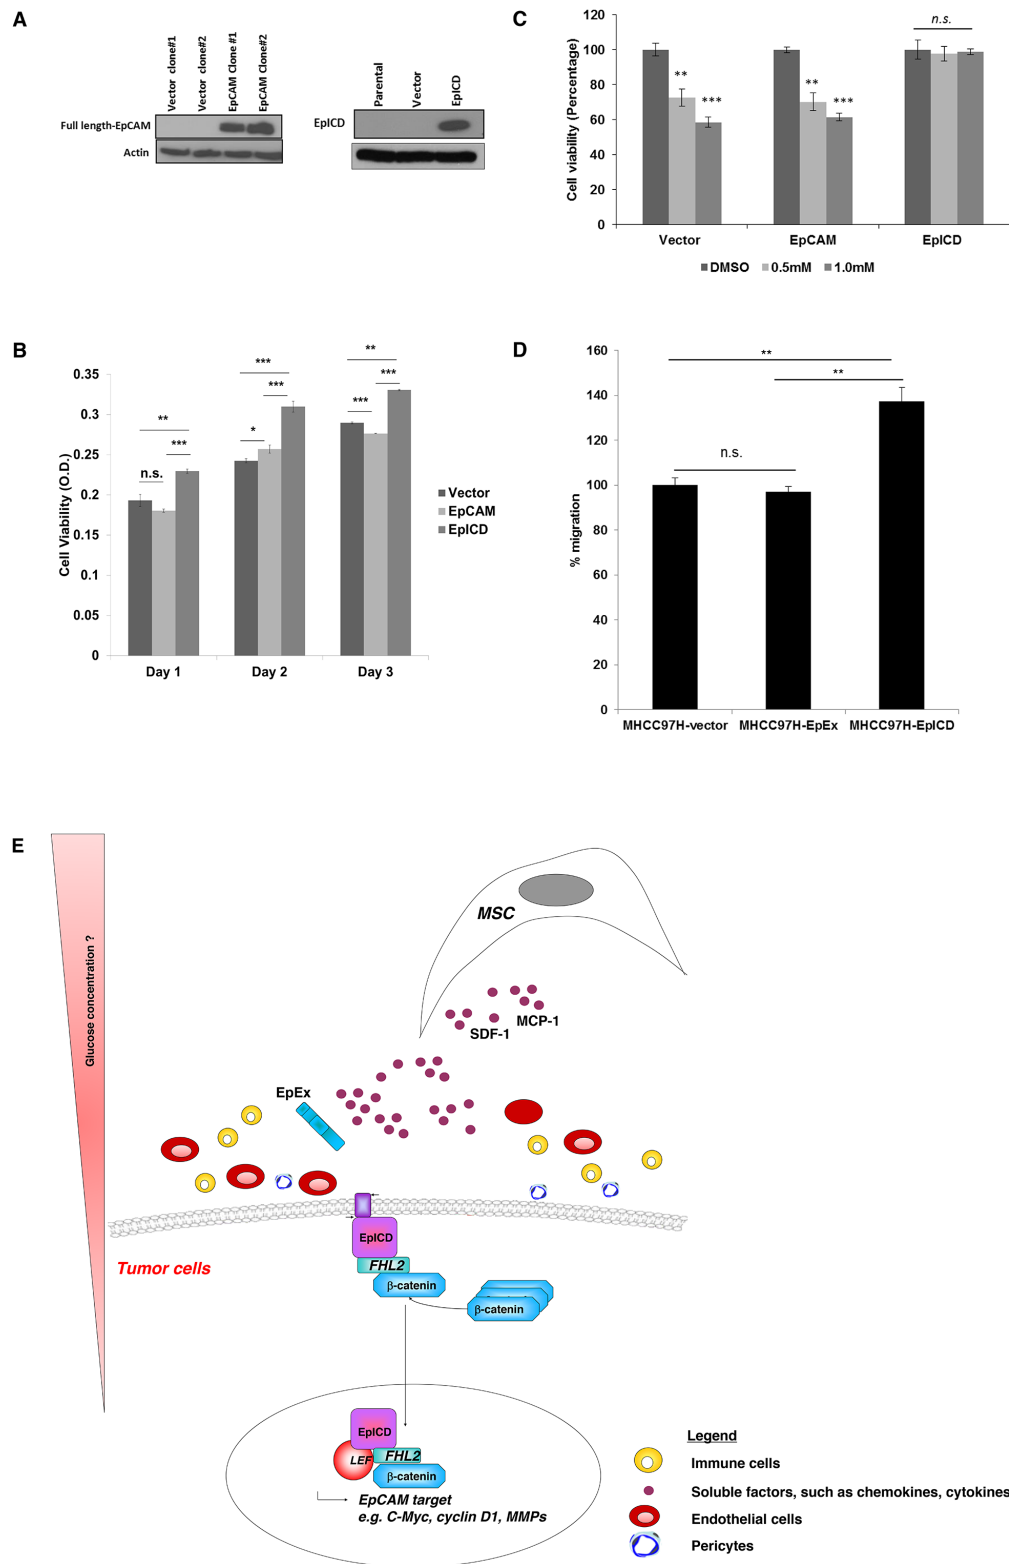 A
Vector clone#1
Vector clone#2
EpCAM Clone #1
EpCAM Clone#2
Full length-EpCAM
Actin
Parental
Vector
EpICD
EpICD
C
Cell viability (Percentage)
120
100
80
60
40
20
0
**
***
**
***
n.s.
Vector
EpCAM
EpICD
DMSO
0.5mM
1.0mM
B
Cell Viability (O.D.)
0.35
0.3
0.25
0.2
0.15
0.1
0.05
0
**
***
n.s.
***
***
*
**
***
***
Day 1
Day 2
Day 3
Vector
EpCAM
EpICD
D
% migration
160
140
120
100
80
60
40
20
0
**
**
n.s.
MHCC97H-vector
MHCC97H-EpEx
MHCC97H-EpICD
E
Glucose concentration ?
MSC
MCP-1
SDF-1
EpEx
EpICD
FHL2
β-catenin
β-catenin
Tumor cells
EpICD
LEF
FHL2
β-catenin
EpCAM target
e.g. C-Myc, cyclin D1, MMPs
Legend
Immune cells
Soluble factors, such as chemokines, cytokines
Endothelial cells
Pericytes